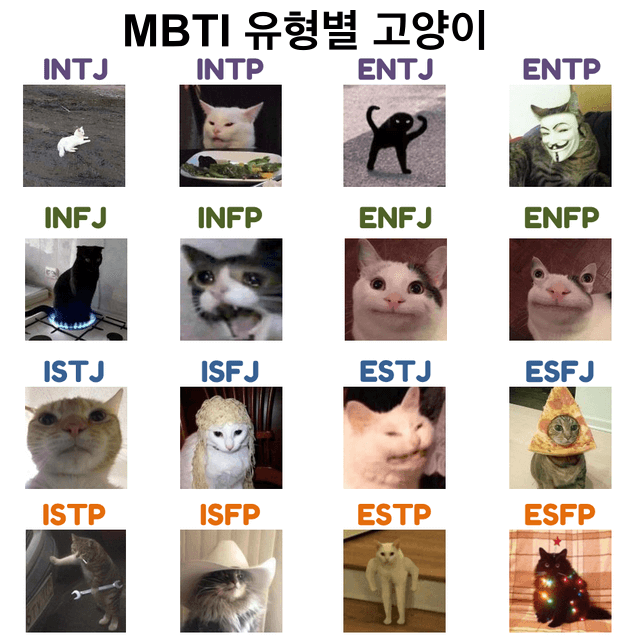 MBTI 유형별 고양이
INTJ INTP ENTJ ENTP
INFJ INFP ENFJ ENFP
ISTJ ISFJ ESTJ ESFJ
ISTP ISFP ESTP ESFP